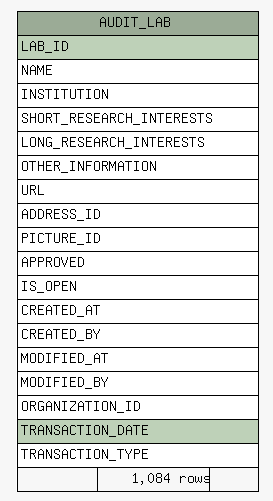 AUDIT_LAB
LAB_ID
NAME
INSTITUTION
SHORT_RESEARCH_INTERESTS
LONG_RESEARCH_INTERESTS
OTHER_INFORMATION
URL
ADDRESS_ID
PICTURE_ID
APPROVED
IS_OPEN
CREATED_AT
CREATED_BY
MODIFIED_AT
MODIFIED_BY
ORGANIZATION_ID
TRANSACTION_DATE
TRANSACTION_TYPE
1,084 rows